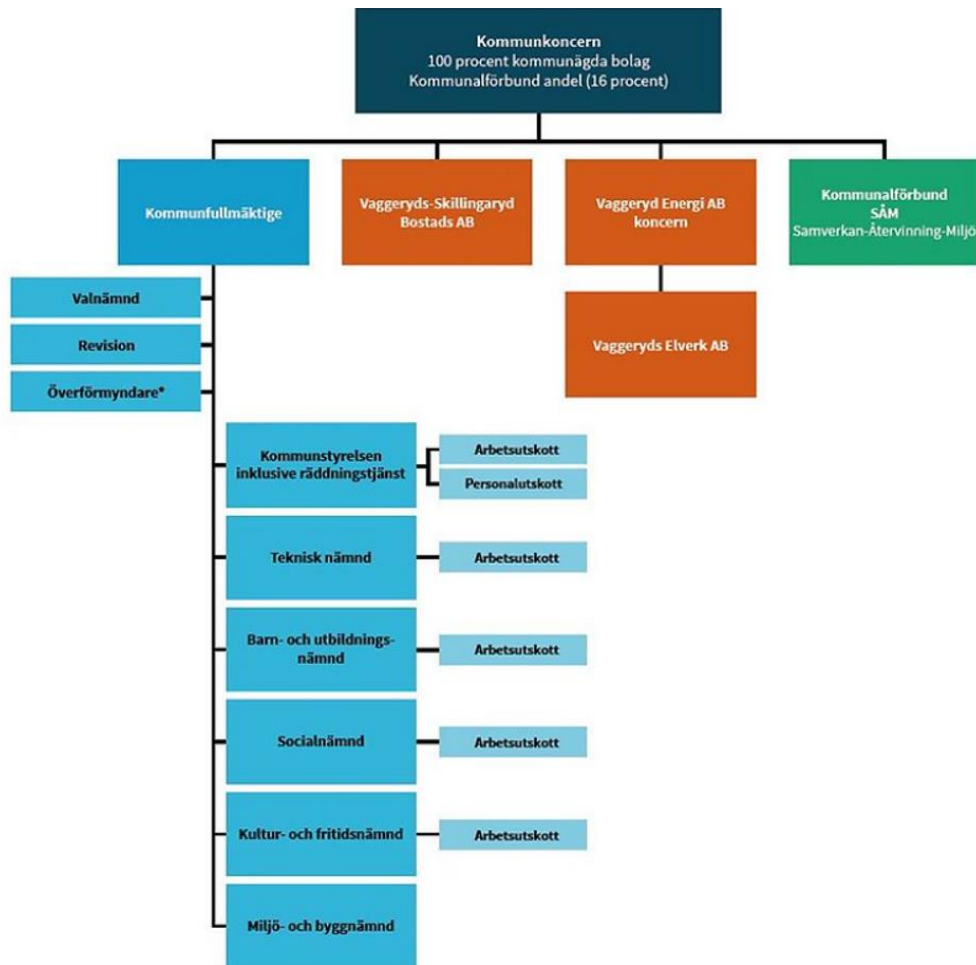 Kommunkoncern
100 procent kommunägda bolag
Kommunalförbund andel (16 procent)
Kommunfullmäktige
Vaggeryds-Skillingaryd
Bostads AB
Vaggeryd Energi AB
koncern
Kommunalförbund
SÅM
Samverkan-Återvinning-Miljö
Valnämnd
Revision
Överförmyndare*
Vaggeryds Elverk AB
Kommunstyrelsen
inklusive räddningstjänst
Arbetsutskott
Personalutskott
Teknisk nämnd
Arbetsutskott
Barn- och utbildnings-
nämnd
Arbetsutskott
Socialnämnd
Arbetsutskott
Kultur- och fritidsnämnd
Arbetsutskott
Miljö- och byggnämnd